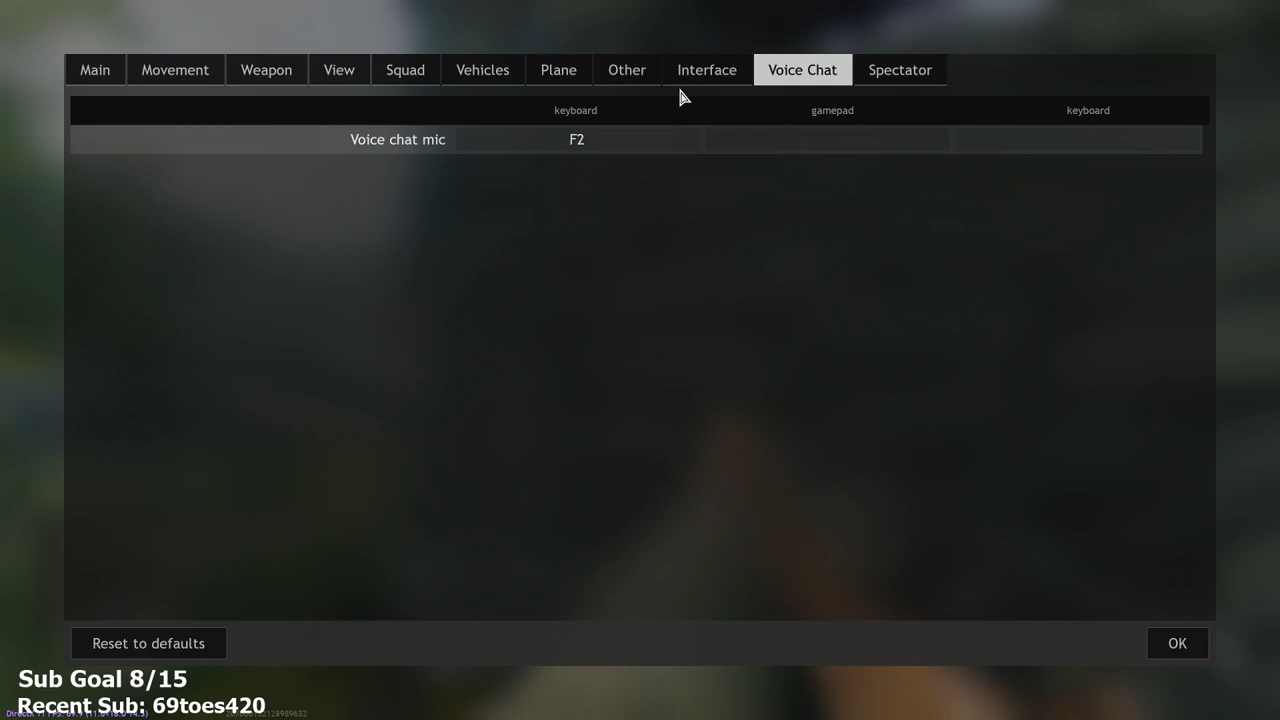 Main Movement Weapon View Squad Vehicles Plane Other Interface Voice Chat Spectator
keyboard gamepad keyboard
Voice chat mic F2
Reset to defaults OK
Sub Goal 8/15
Recent Sub: 69toes420